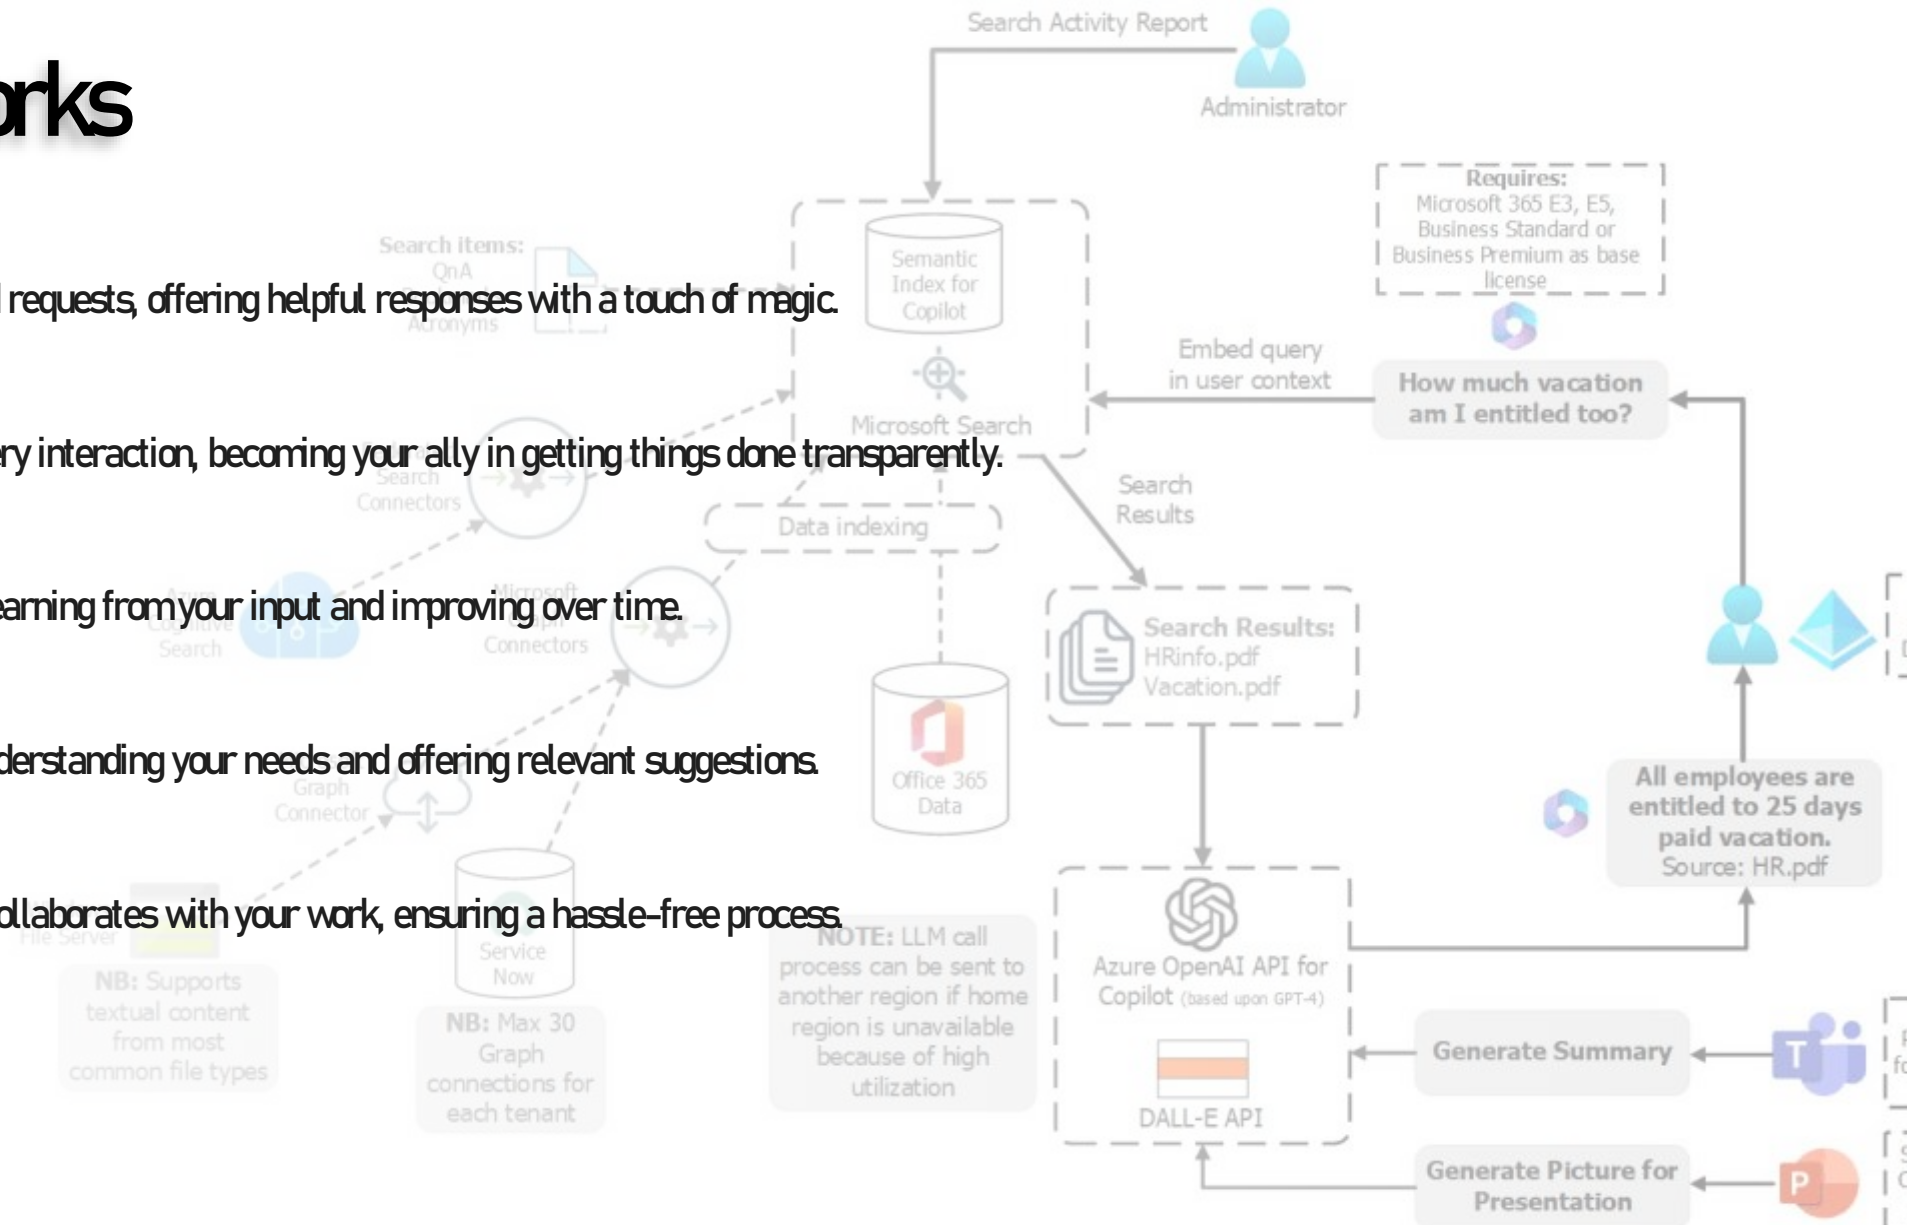 orks
requests, offering helpful responses with a touch of magic.
ry interaction, becoming your ally in getting things done transparently.
earning from your input and improving over time.
derstanding your needs and offering relevant suggestions.
ollaborates with your work, ensuring a hassle-free process.
Search Activity Report
Administrator
Requires:
Microsoft 365 E3, E5,
Business Standard or
Business Premium as base
license
Search items:
QnA
Acronyms
Semantic
Index for
Copilot
Microsoft Search
Embed query
in user context
How much vacation
am I entitled too?
Search
Connectors
Search
Results
Data indexing
Azure
Cognitive
Search
Microsoft
Graph
Connectors
Search Results:
HRinfo.pdf
Vacation.pdf
Office 365
Data
Graph
Connector
All employees are
entitled to 25 days
paid vacation.
Source: HR.pdf
File Server
NB: Supports
textual content
from most
common file types
Service
Now
NB: Max 30
Graph
connections for
each tenant
NOTE: LLM call
process can be sent to
another region if home
region is unavailable
because of high
utilization
Azure OpenAI API for
Copilot (based upon GPT-4)
DALL-E API
Generate Summary
T
Generate Picture for
Presentation
P